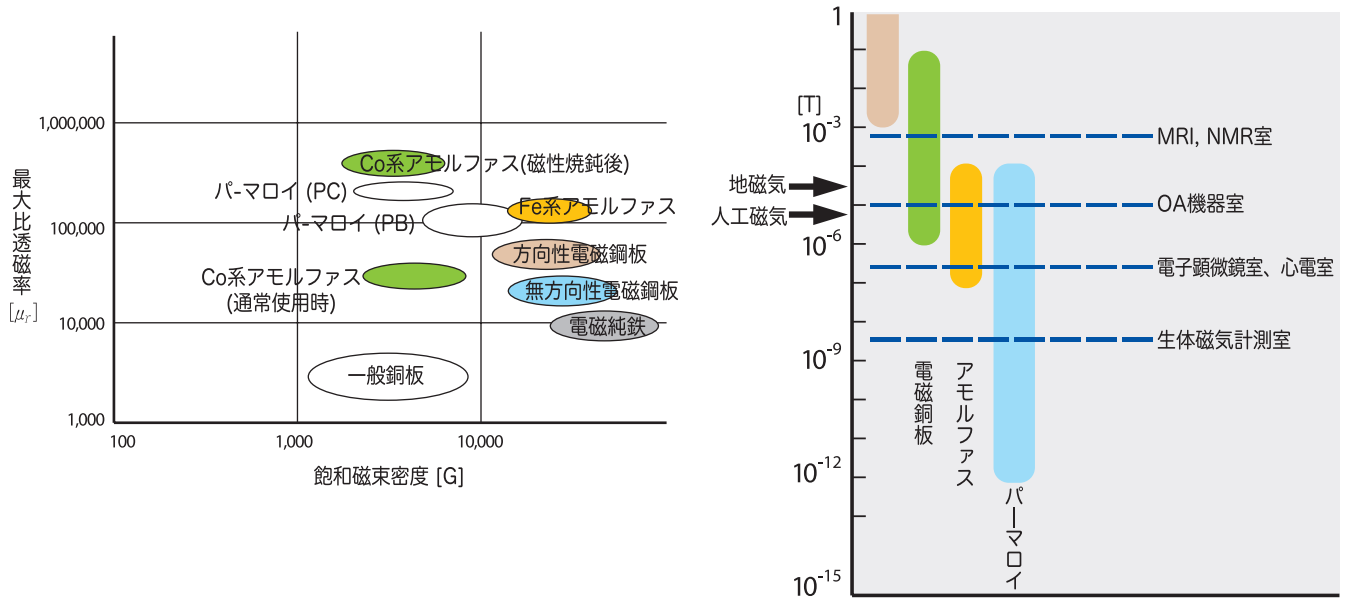 1,000,000
100,000
10,000
1,000
100
1,000
10,000
最大比透磁率
[μr]
飽和磁束密度 [G]
Co系アモルファス(磁性焼鈍後)
パーマロイ (PC)
パーマロイ (PB)
Fe系アモルファス
方向性電磁鋼板
Co系アモルファス
(通常使用時)
無方向性電磁鋼板
電磁純鉄
一般銅板
1
[T]
10-3
10-6
10-9
10-12
10-15
地磁気
人工磁気
MRI, NMR室
OA機器室
電子顕微鏡室、心電室
生体磁気計測室
電磁銅板
アモルファス
パーマロイ